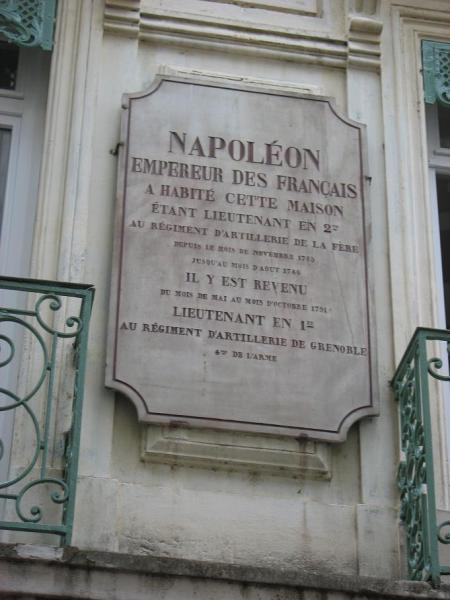 NAPOLÉON
EMPEREUR DES FRANÇAIS
A HABITÉ CETTE MAISON
ÉTANT LIEUTENANT EN 2ᵐᵉ
AU RÉGIMENT D'ARTILLERIE DE LA FÈRE
DEPUIS LE MOIS DE NOVEMBRE 1785
JUSQU'AU MOIS D'AOUT 1786
IL Y EST REVENU
DU MOIS DE MAI AU MOIS D'OCTOBRE 1791
LIEUTENANT EN 1ᵉʳ
AU RÉGIMENT D'ARTILLERIE DE GRENOBLE
4ᵐᵉ DE L'ARME